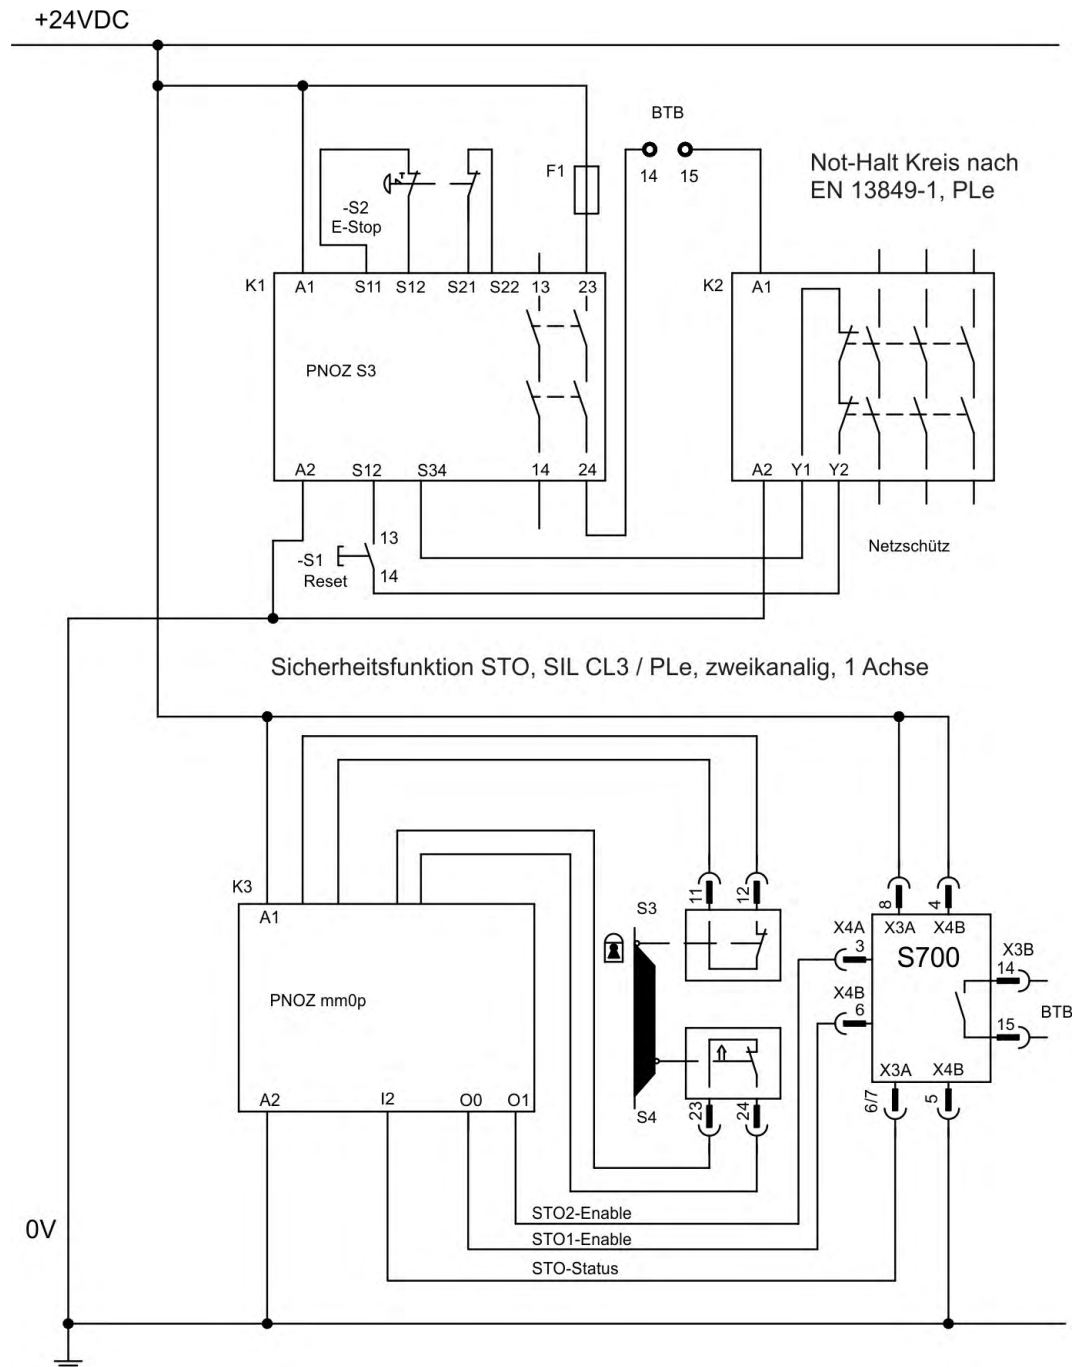 +24VDC
BTB
14 15
Not-Halt Kreis nach
EN 13849-1, PLe
F1
-S2
E-Stop
K1
A1 S11 S12 S21 S22 13 23
K2
A1
PNOZ S3
A2 S12 S34 14 24
A2 Y1 Y2
13
-S1
Reset
14
Netzschütz
Sicherheitsfunktion STO, SIL CL3 / PLe, zweikanalig, 1 Achse
K3
A1
11 12
S3
8 4
X4A
3
X3A X4B
S700
X3B
14
PNOZ mm0p
X4B
6
15
BTB
X3A X4B
A2 I2 O0 O1
23 24
S4
6/7 5
STO2-Enable
0V
STO1-Enable
STO-Status